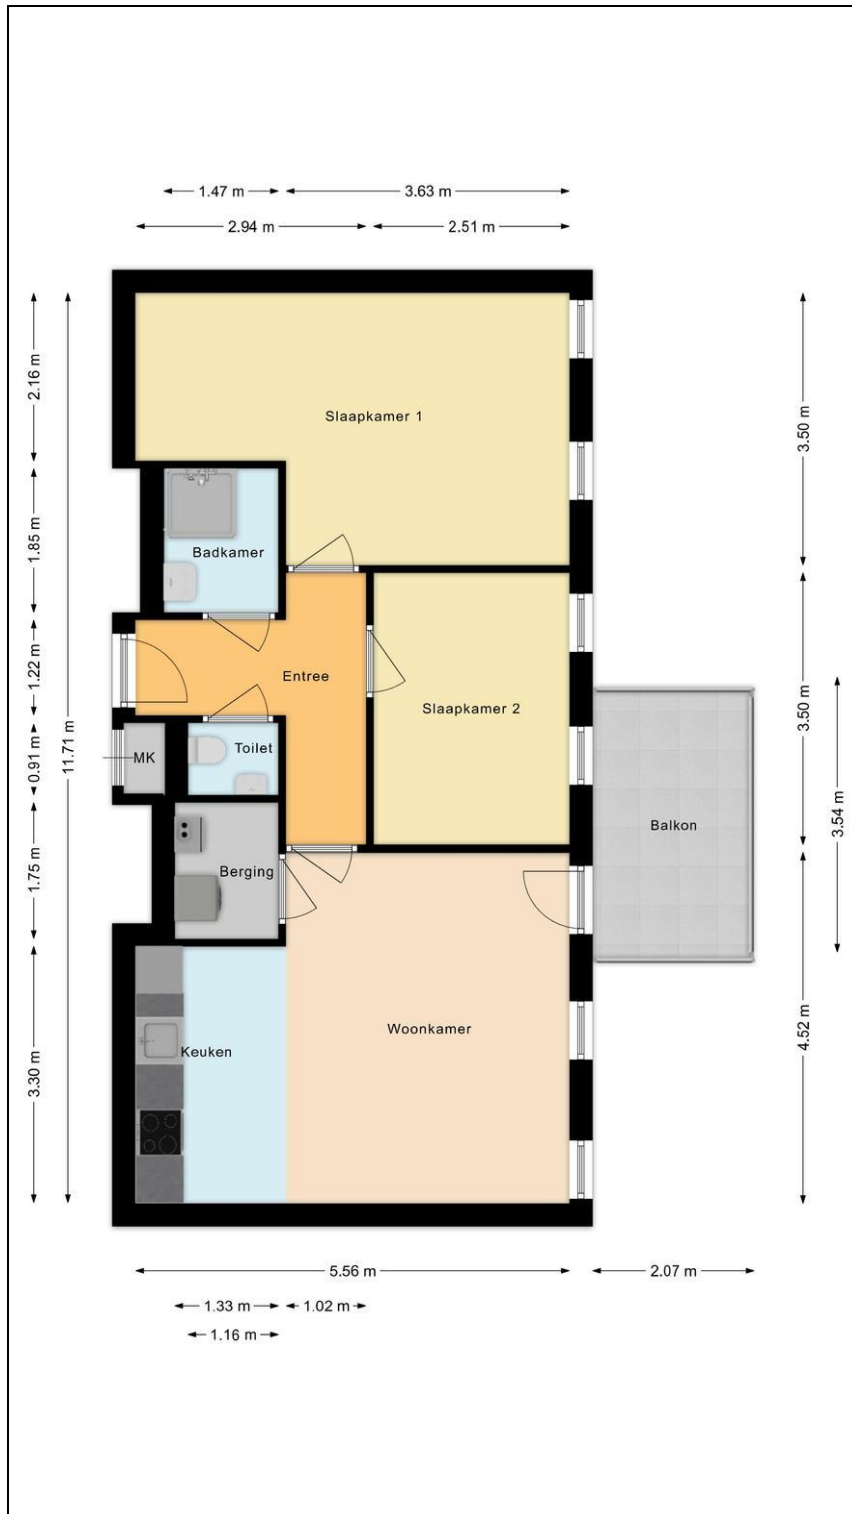 1.47 m
3.63 m
2.94 m
2.51 m
2.16 m
1.85 m
1.22 m
0.91 m
1.75 m
3.30 m
11.71 m
Slaapkamer 1
3.50 m
Badkamer
Entree
Slaapkamer 2
3.50 m
MK
Toilet
Balkon
3.54 m
Berging
Keuken
Woonkamer
4.52 m
5.56 m
2.07 m
1.33 m
1.02 m
1.16 m